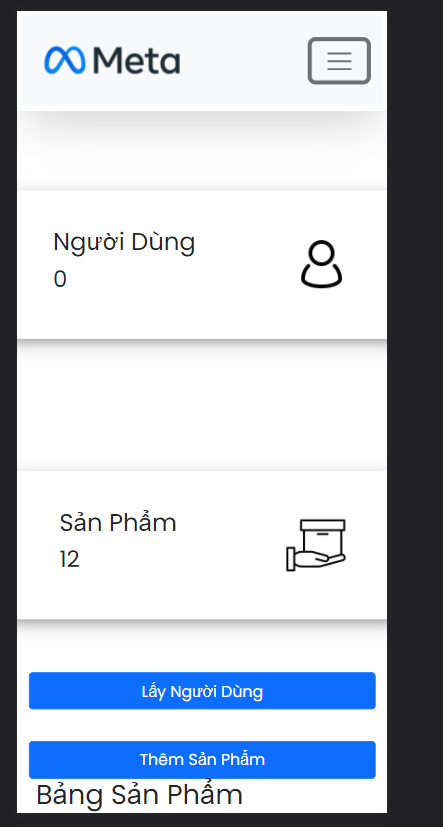 Meta
Người Dùng
0
Sản Phẩm
12
Lấy Người Dùng
Thêm Sản Phẩm
Bảng Sản Phẩm